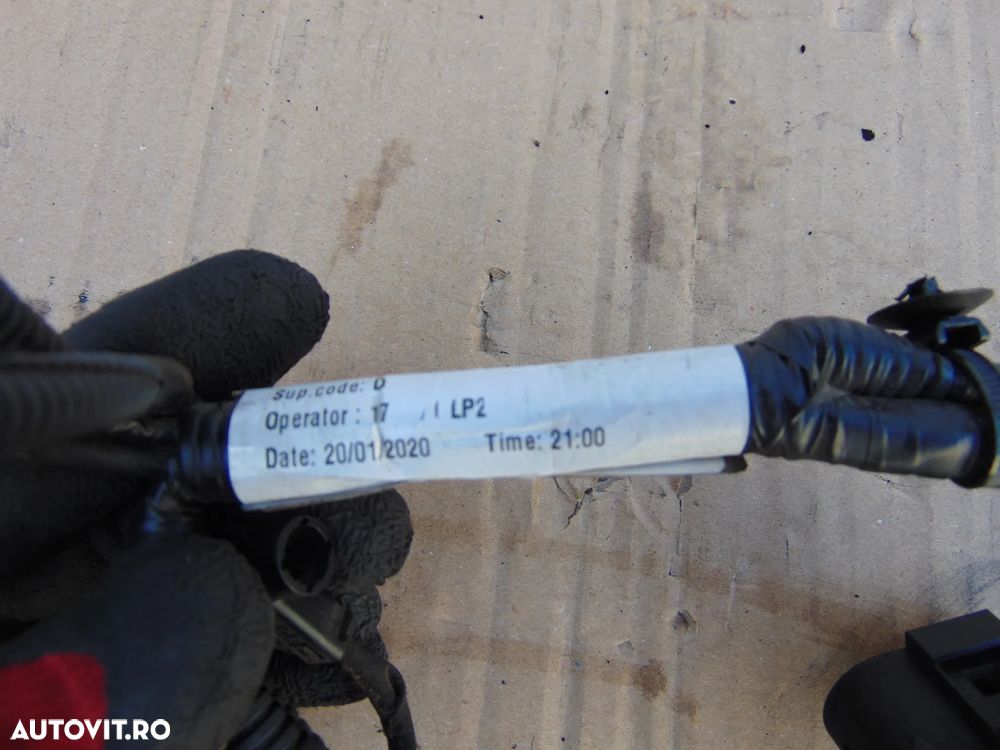 Sup.code: D
Operator : 17 LP2
Date: 20/01/2020 Time: 21:00
AUTOVIT.RO